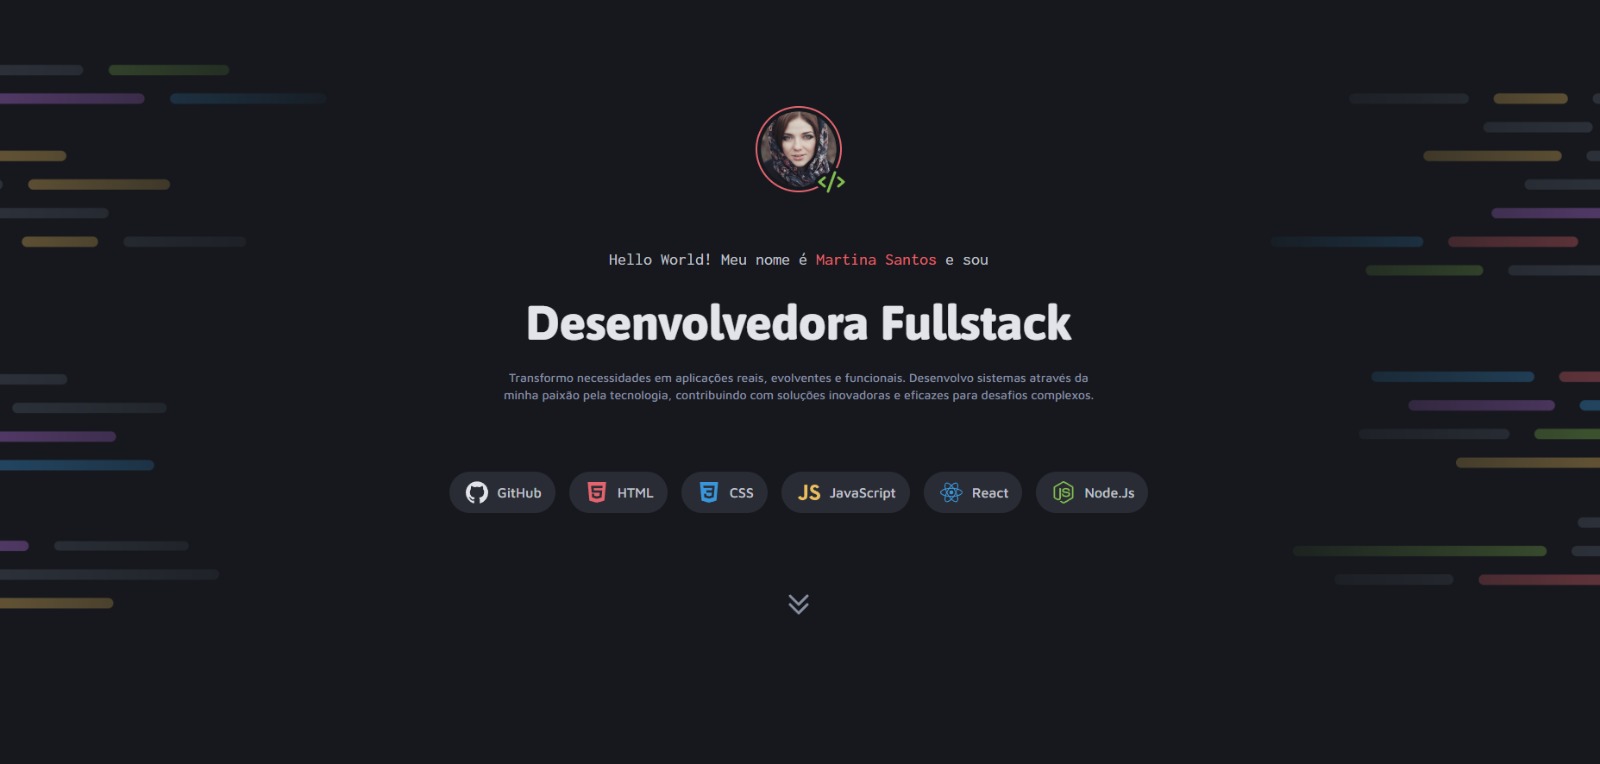 Hello World! Meu nome é Martina Santos e sou
Desenvolvedora Fullstack
Transformo necessidades em aplicações reais, evolventes e funcionais. Desenvolvo sistemas através da
minha paixão pela tecnologia, contribuindo com soluções inovadoras e eficazes para desafios complexos.
GitHub HTML CSS JS JavaScript React JS Node.Js